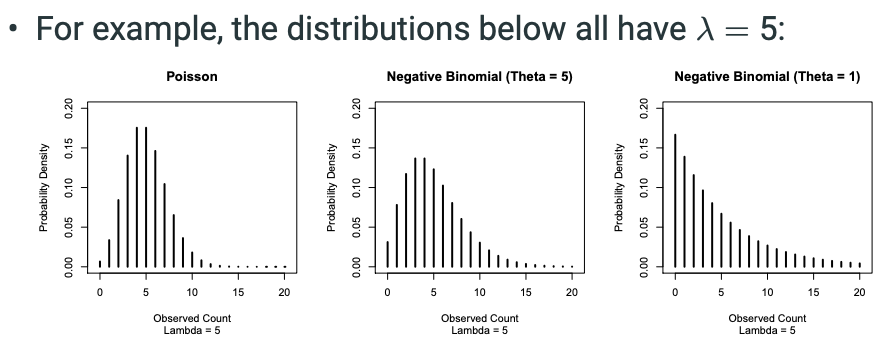 • For example, the distributions below all have λ = 5:
Poisson
Probability Density
0.00 0.05 0.10 0.15 0.20
0 5 10 15 20
Observed Count
Lambda = 5
Negative Binomial (Theta = 5)
Probability Density
0.00 0.05 0.10 0.15 0.20
0 5 10 15 20
Observed Count
Lambda = 5
Negative Binomial (Theta = 1)
Probability Density
0.00 0.05 0.10 0.15 0.20
0 5 10 15 20
Observed Count
Lambda = 5